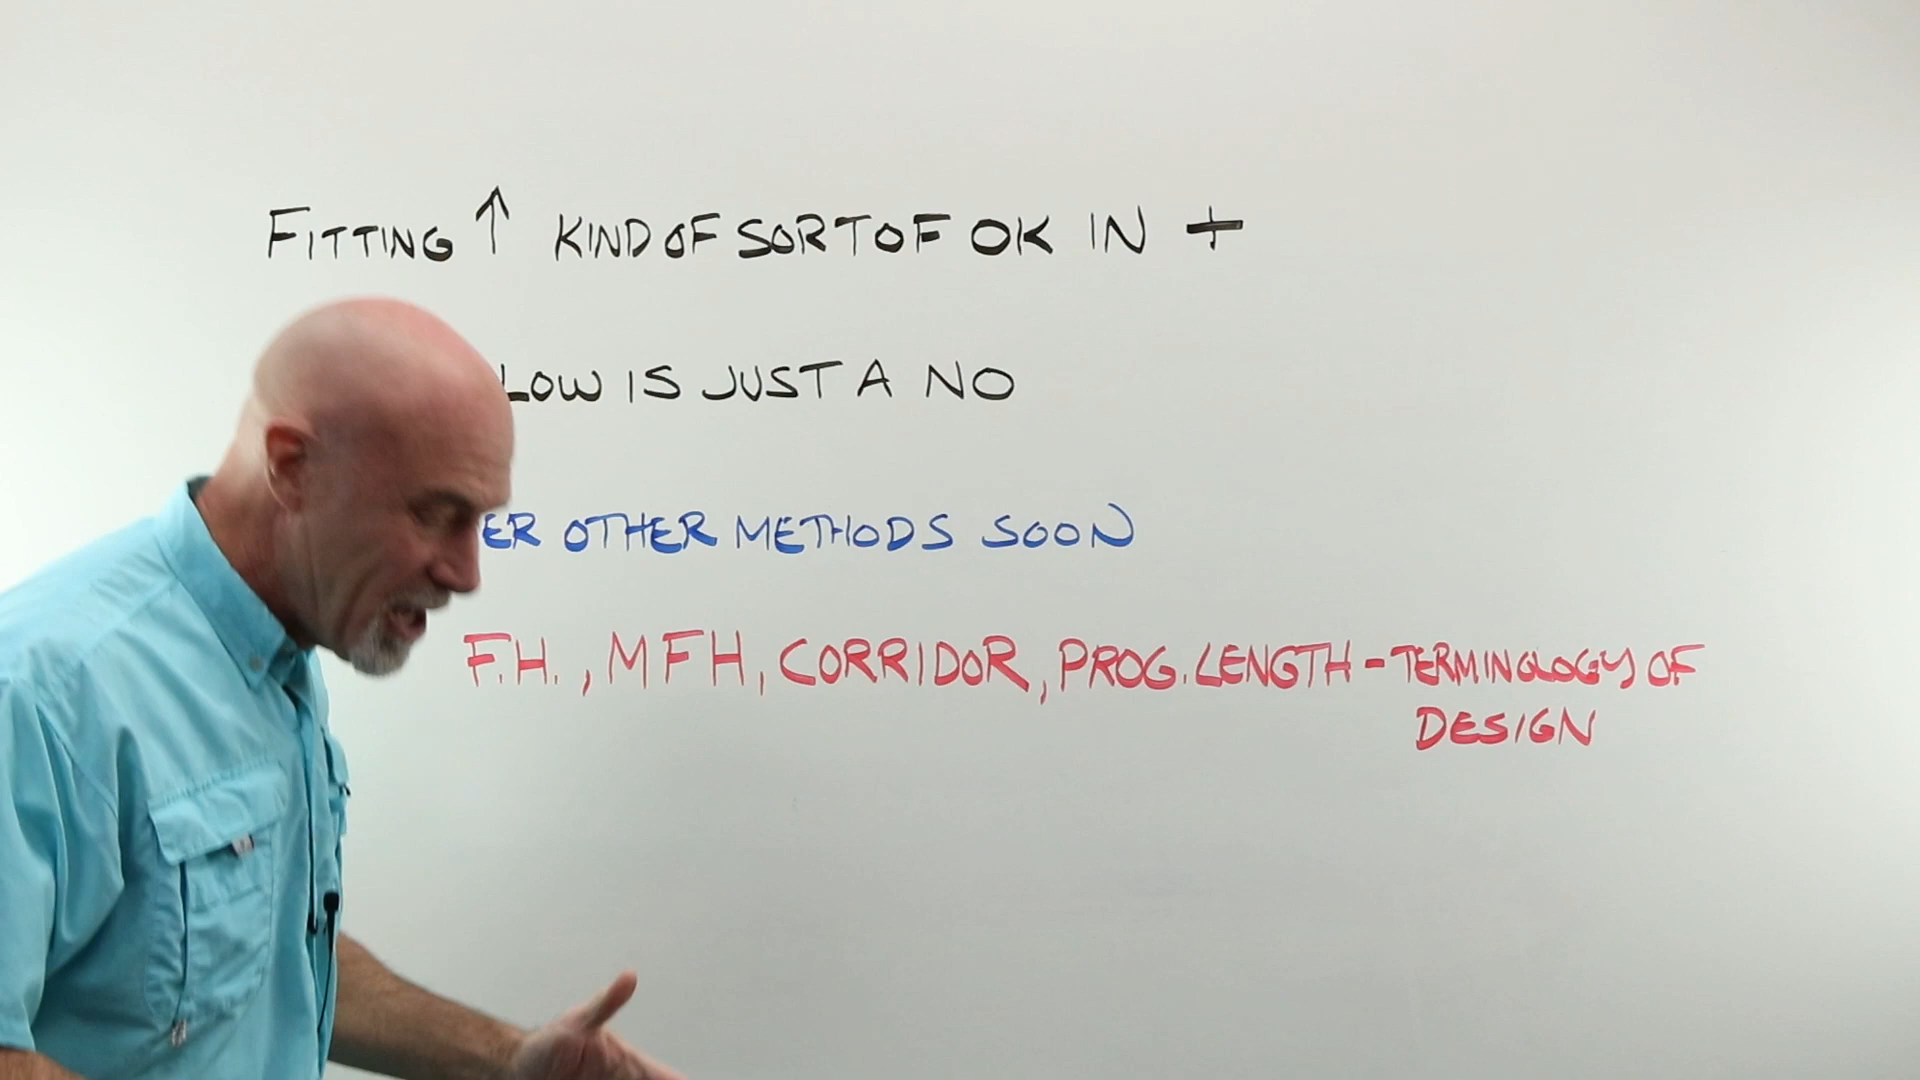 FITTING ↑ KIND OF SORT OF OK IN +
LOW IS JUST A NO
ER OTHER METHODS SOON
F.H., MFH, CORRIDOR, PROG. LENGTH - TERMINOLOGY OF
DESIGN